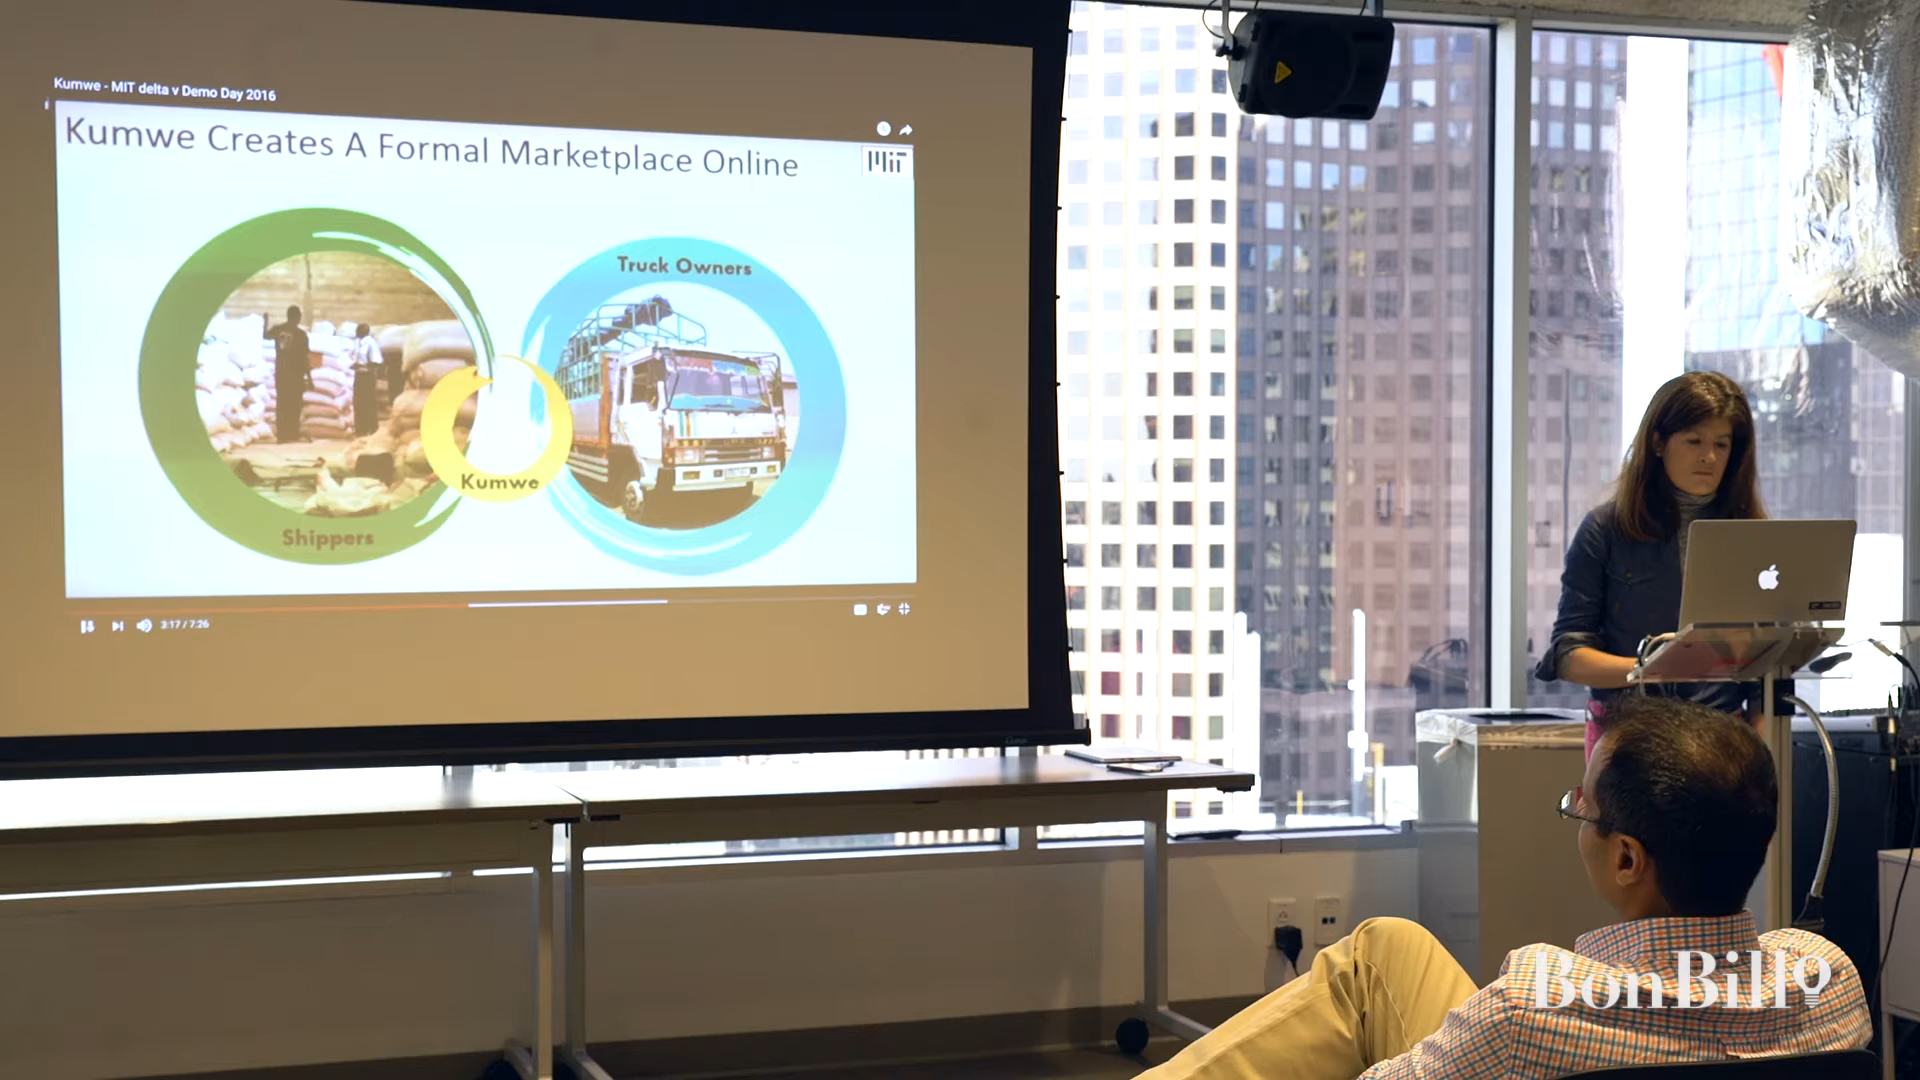 Kumwe - MIT delta v Demo Day 2016
Kumwe Creates A Formal Marketplace Online
MIT
Truck Owners
Kumwe
Shippers
3:17 / 7:26
BonBillo